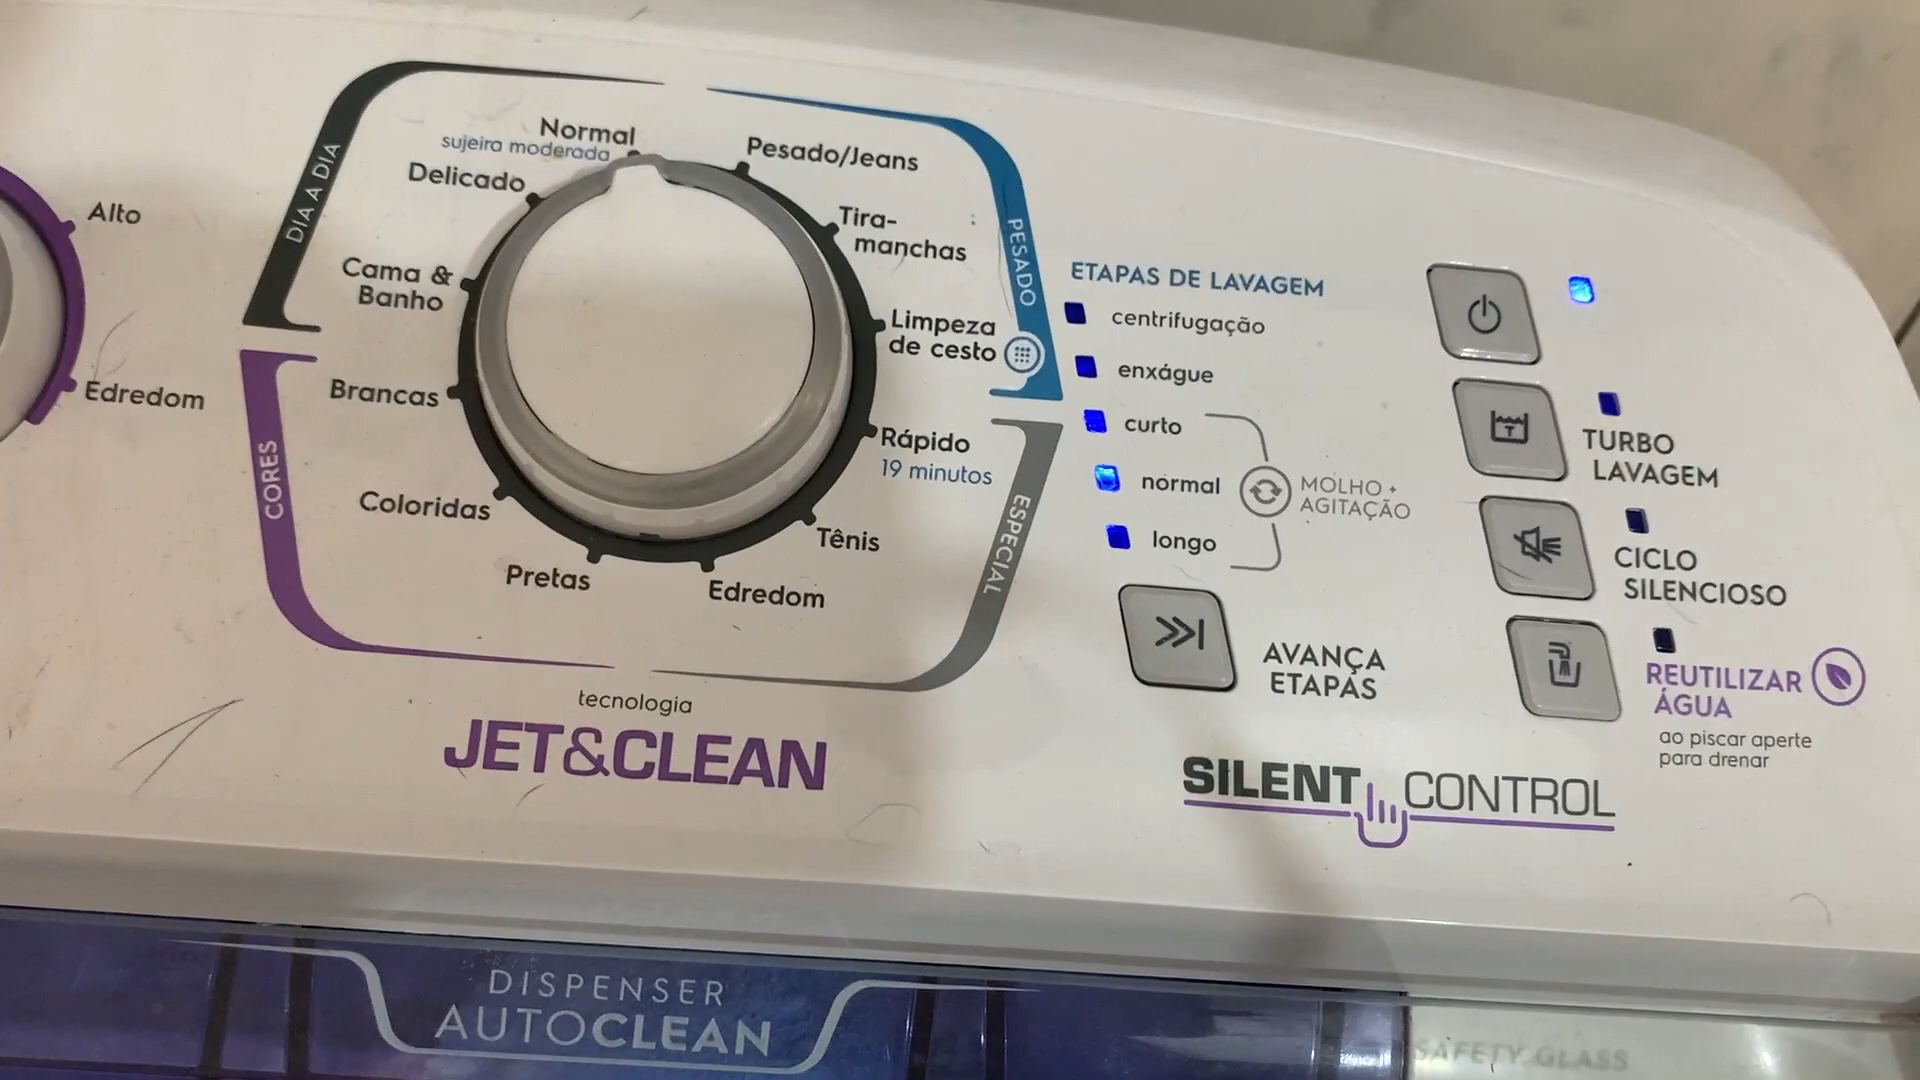 Alto
Edredom
DIA A DIA
Normal
sujeira moderada
Delicado
Cama &
Banho
CORES
Brancas
Coloridas
Pretas
PESADO
Pesado/Jeans
Tira-
manchas
Limpeza
de cesto
ESPECIAL
Rápido
19 minutos
Tênis
Edredom
tecnologia
JET&CLEAN
ETAPAS DE LAVAGEM
centrifugação
enxágue
curto
normal
longo
MOLHO +
AGITAÇÃO
AVANÇA
ETAPAS
TURBO
LAVAGEM
CICLO
SILENCIOSO
REUTILIZAR
ÁGUA
ao piscar aperte
para drenar
SILENT CONTROL
DISPENSER
AUTOCLEAN
SAFETY GLASS